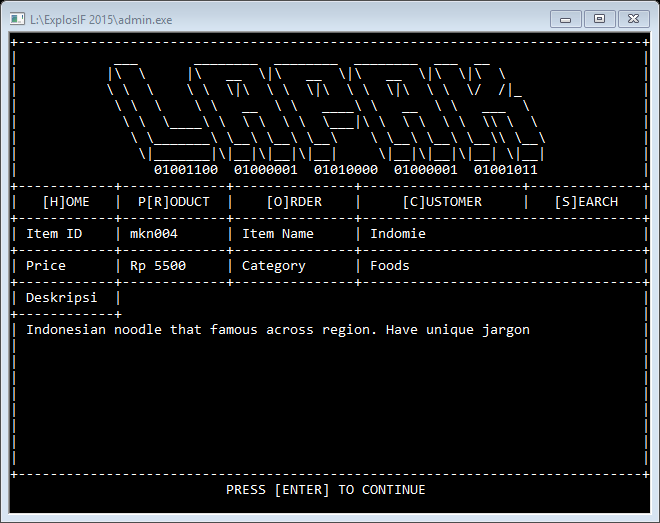 L:\ExplosIF 2015\admin.exe
LAPAK
01001100 01000001 01010000 01000001 01001011
[H]OME P[R]ODUCT [O]RDER [C]USTOMER [S]EARCH
Item ID mkn004 Item Name Indomie
Price Rp 5500 Category Foods
Deskripsi
Indonesian noodle that famous across region. Have unique jargon
PRESS [ENTER] TO CONTINUE